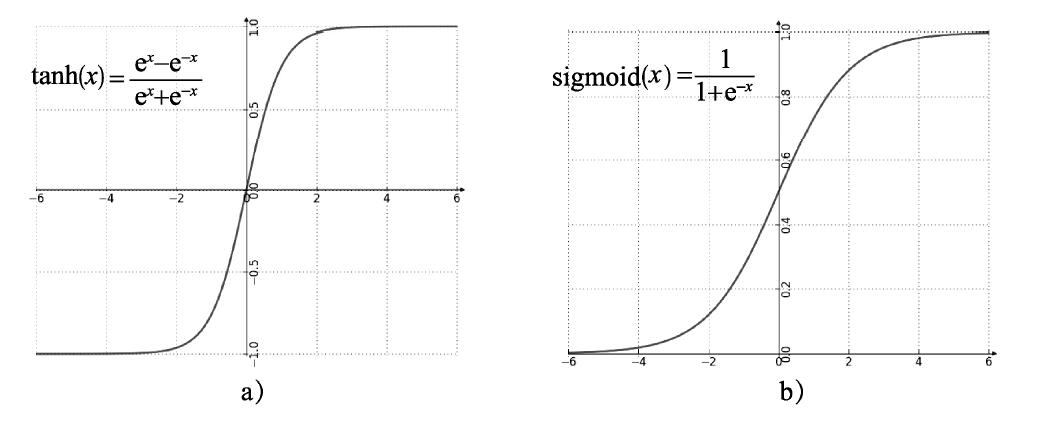 tanh(x)=
e^x−e^−x
e^x+e^−x
1.0
0.5
0.0
−0.5
−1.0
−6 −4 −2 0 2 4 6
a)
sigmoid(x)=
1
1+e^−x
1.0
0.8
0.6
0.4
0.2
0.0
−6 −4 −2 0 2 4 6
b)